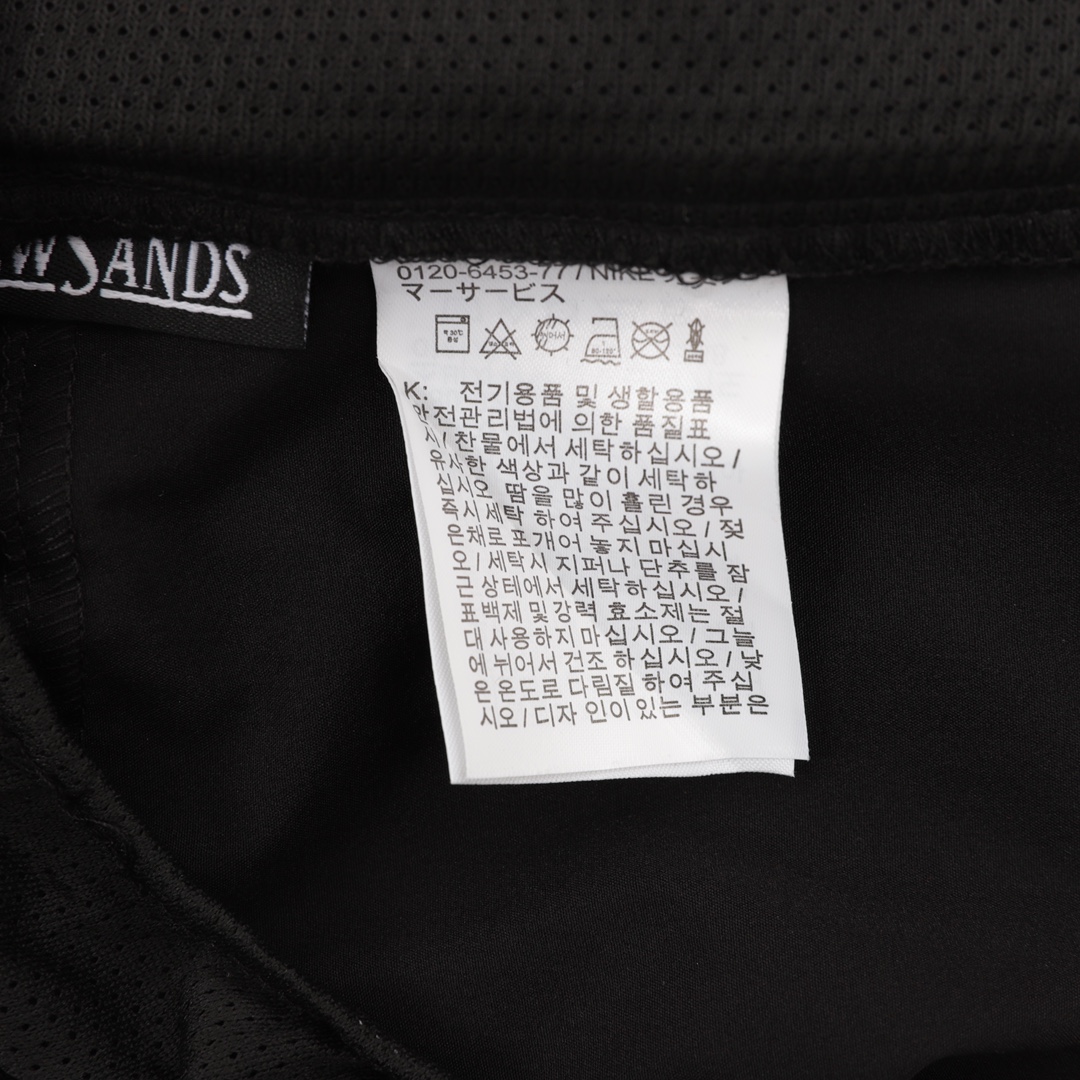 SANDS
0120-6453-77 / NIKE
マーサービス
K: 전기용품 및 생활용품
안전관리법에 의한 품질표
시/찬물에서 세탁하십시오/
유사한 색상과 같이 세탁하
십시오 땀을 많이 흘린 경우
즉시세탁 하여 주십시오/젖
은채로 포개어 놓지 마십시
오/세탁시 지퍼나 단추를 잠
근 상태에서 세탁하십시오/
표백제 및 강력 효소제는 절
대 사용하지 마십시오/그늘
에 뉘어서 건조 하십시오/낮
은온도로 다림질 하여 주십
시오/디자인이 있는 부분은